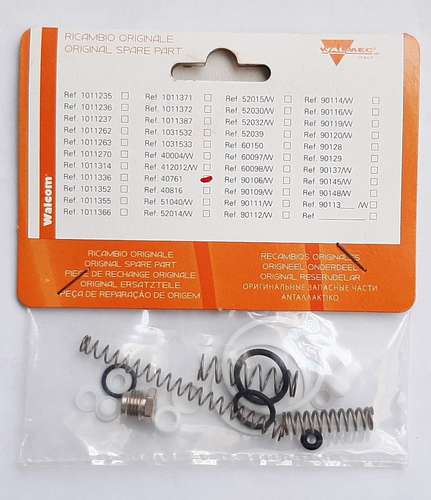 RICAMBIO ORIGINALE
ORIGINAL SPARE PART
WALMEC
ITALY
Ref. 1011235
Ref. 1011236
Ref. 1011237
Ref. 1011262
Ref. 1011263
Ref. 1011270
Ref. 1011314
Ref. 1011336
Ref. 1011352
Ref. 1011355
Ref. 1011366
Ref. 1011371
Ref. 1011372
Ref. 1011387
Ref. 1031532
Ref. 1031533
Ref. 40004/W
Ref. 412012/W
Ref. 40761
Ref. 40816
Ref. 51040/W
Ref. 52014/W
Ref. 52015/W
Ref. 52030/W
Ref. 52032/W
Ref. 52039
Ref. 60150
Ref. 60097/W
Ref. 60098/W
Ref. 90106/W
Ref. 90109/W
Ref. 90111/W
Ref. 90112/W
Ref. 90114/W
Ref. 90116/W
Ref. 90119/W
Ref. 90120/W
Ref. 90128
Ref. 90129
Ref. 90137/W
Ref. 90145/W
Ref. 90148/W
Ref. 90113____/W
Ref. ________
Walcom®
RICAMBIO ORIGINALE
ORIGINAL SPARE PART
PIECE DE RECHANGE ORIGINALE
ORIGINAL ERSATZTEILE
PEÇA DE REPARAÇÃO DE ORIGEM
RECAMBIOS ORIGINALES
ORIGINEEL ONDERDEEL
ORIGINAL RESERVDELAR
ОРИГИНАЛЬНЫЕ ЗАПАСНЫЕ ЧАСТИ
ΑΝΤΑΛΛΑΚΤΙΚΟ